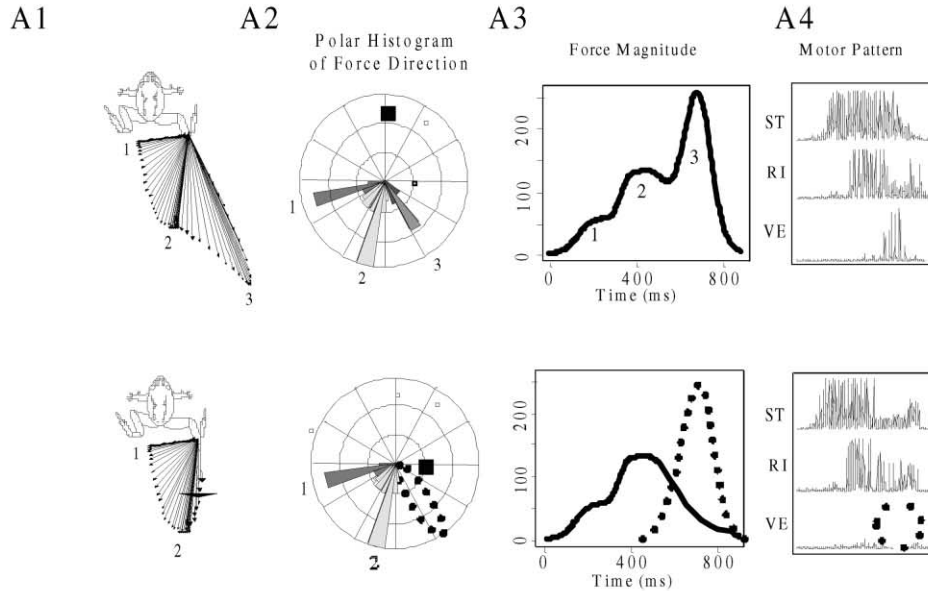 A1
A2
A3
A4
Polar Histogram
of Force Direction
Force Magnitude
Motor Pattern
1
2
3
1
2
3
200
100
0
1
2
3
0
400
800
Time (ms)
ST
RI
VE
1
2
1
2
200
100
0
0
400
800
Time (ms)
ST
RI
VE